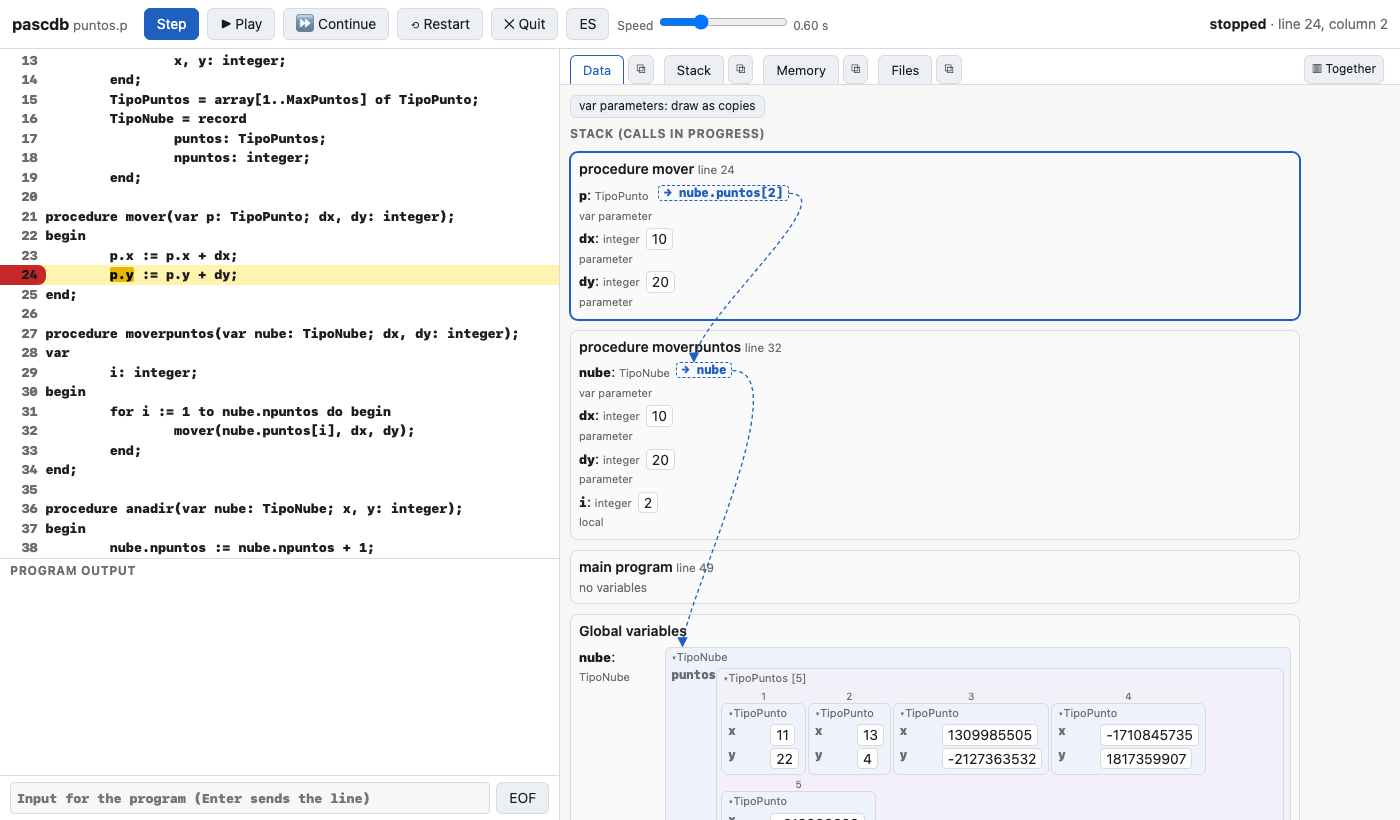 pascdb puntos.p Step Play Continue Restart Quit ES Speed 0.60 s stopped · line 24, column 2
13 x, y: integer;
14 end;
15 TipoPuntos = array[1..MaxPuntos] of TipoPunto;
16 TipoNube = record
17 puntos: TipoPuntos;
18 npuntos: integer;
19 end;
20
21 procedure mover(var p: TipoPunto; dx, dy: integer);
22 begin
23 p.x := p.x + dx;
24 p.y := p.y + dy;
25 end;
26
27 procedure moverpuntos(var nube: TipoNube; dx, dy: integer);
28 var
29 i: integer;
30 begin
31 for i := 1 to nube.npuntos do begin
32 mover(nube.puntos[i], dx, dy);
33 end;
34 end;
35
36 procedure anadir(var nube: TipoNube; x, y: integer);
37 begin
38 nube.npuntos := nube.npuntos + 1;
PROGRAM OUTPUT
Input for the program (Enter sends the line) EOF
Data Stack Memory Files Together
var parameters: draw as copies
STACK (CALLS IN PROGRESS)
procedure mover line 24
p: TipoPunto → nube.puntos[2]
var parameter
dx: integer 10
parameter
dy: integer 20
parameter
procedure moverpuntos line 32
nube: TipoNube → nube
var parameter
dx: integer 10
parameter
dy: integer 20
parameter
i: integer 2
local
main program line 49
no variables
Global variables
nube: ▾TipoNube
TipoNube puntos ▾TipoPuntos [5]
1 2 3 4
▾TipoPunto ▾TipoPunto ▾TipoPunto ▾TipoPunto
x 11 x 13 x 1309985505 x -1710845735
y 22 y 4 y -2127363532 y 1817359907
5
▾TipoPunto
x